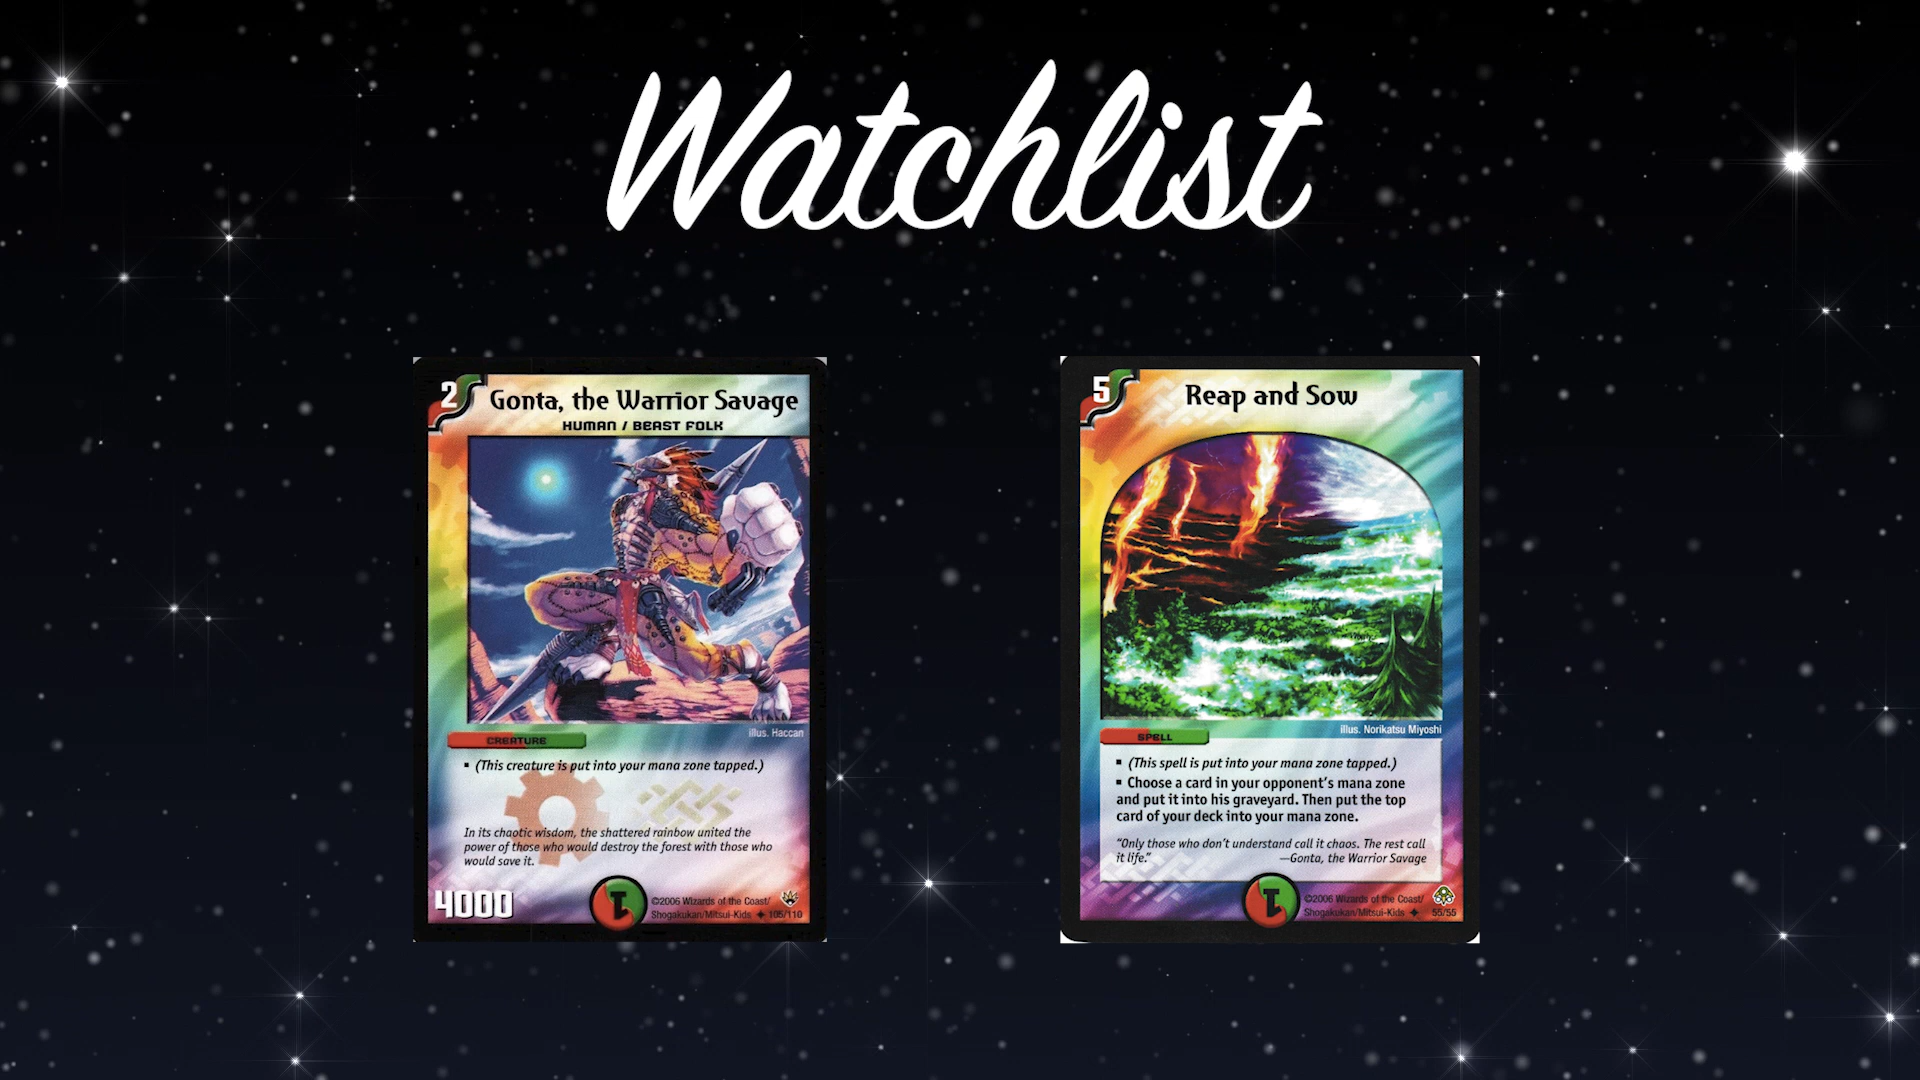 Watchlist
2
Gonta, the Warrior Savage
HUMAN / BEAST FOLK
illus. Haccan
CREATURE
▪ (This creature is put into your mana zone tapped.)
In its chaotic wisdom, the shattered rainbow united the
power of those who would destroy the forest with those who
would save it.
4000
1
©2006 Wizards of the Coast/
Shogakukan/Mitsui-Kids ✦ 105/110
5
Reap and Sow
illus. Norikatsu Miyoshi
SPELL
▪ (This spell is put into your mana zone tapped.)
▪ Choose a card in your opponent's mana zone
and put it into his graveyard. Then put the top
card of your deck into your mana zone.
"Only those who don't understand call it chaos. The rest call
it life."
—Gonta, the Warrior Savage
1
©2006 Wizards of the Coast/
Shogakukan/Mitsui-Kids ✦ 55/55